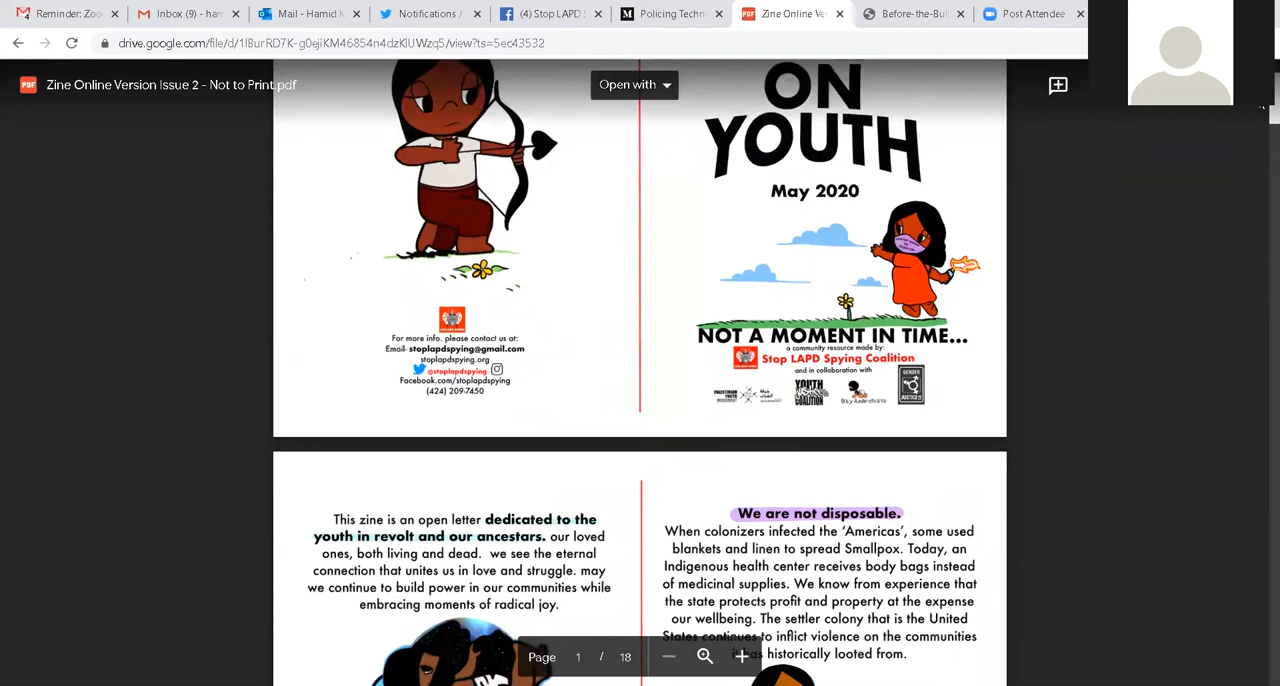 Reminder: Zoo
Inbox (9) - ham
Mail - Hamid K
Notifications /
(4) Stop LAPD S
Policing Techn
Zine Online Ve
Before-the-Bul
Post Attendee -
drive.google.com/file/d/1lBurRD7K-g0ejiKM46854n4dzKlUWzq5/view?ts=5ec43532
PDF
Zine Online Version Issue 2 - Not to Print.pdf
Open with
For more info. please contact us at:
Email- stoplapdspying@gmail.com
stoplapdspying.org
@stoplapdspying
Facebook.com/stoplapdspying
(424) 209-7450
ON
YOUTH
May 2020
NOT A MOMENT IN TIME...
a community resource made by:
Stop LAPD Spying Coalition
and in collaboration with
PALESTINIAN
YOUTH
MOVEMENT
YOUTH
JUSTICE
COALITION
GENDER
JUSTICE
This zine is an open letter dedicated to the
youth in revolt and our ancestars. our loved
ones, both living and dead. we see the eternal
connection that unites us in love and struggle. may
we continue to build power in our communities while
embracing moments of radical joy.
We are not disposable.
When colonizers infected the ‘Americas’, some used
blankets and linen to spread Smallpox. Today, an
Indigenous health center receives body bags instead
of medicinal supplies. We know from experience that
the state protects profit and property at the expense
our wellbeing. The settler colony that is the United
States continues to inflict violence on the communities
it has historically looted from.
Page 1 / 18